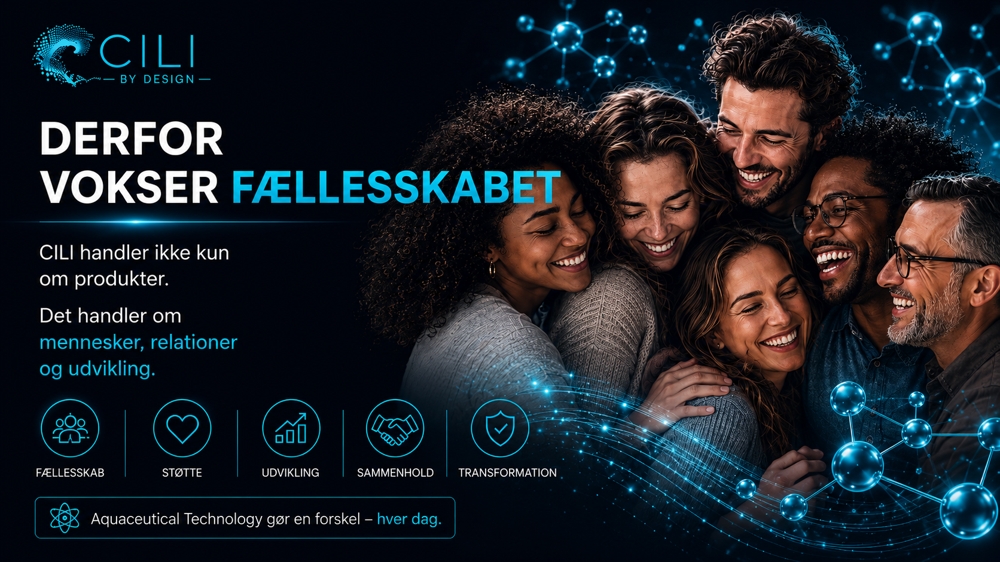 CILI
BY DESIGN
DERFOR
VOKSER FÆLLESSKABET
CILI handler ikke kun
om produkter.
Det handler om
mennesker, relationer
og udvikling.
FÆLLESSKAB
STØTTE
UDVIKLING
SAMMENHOLD
TRANSFORMATION
Aquaceutical Technology gør en forskel – hver dag.